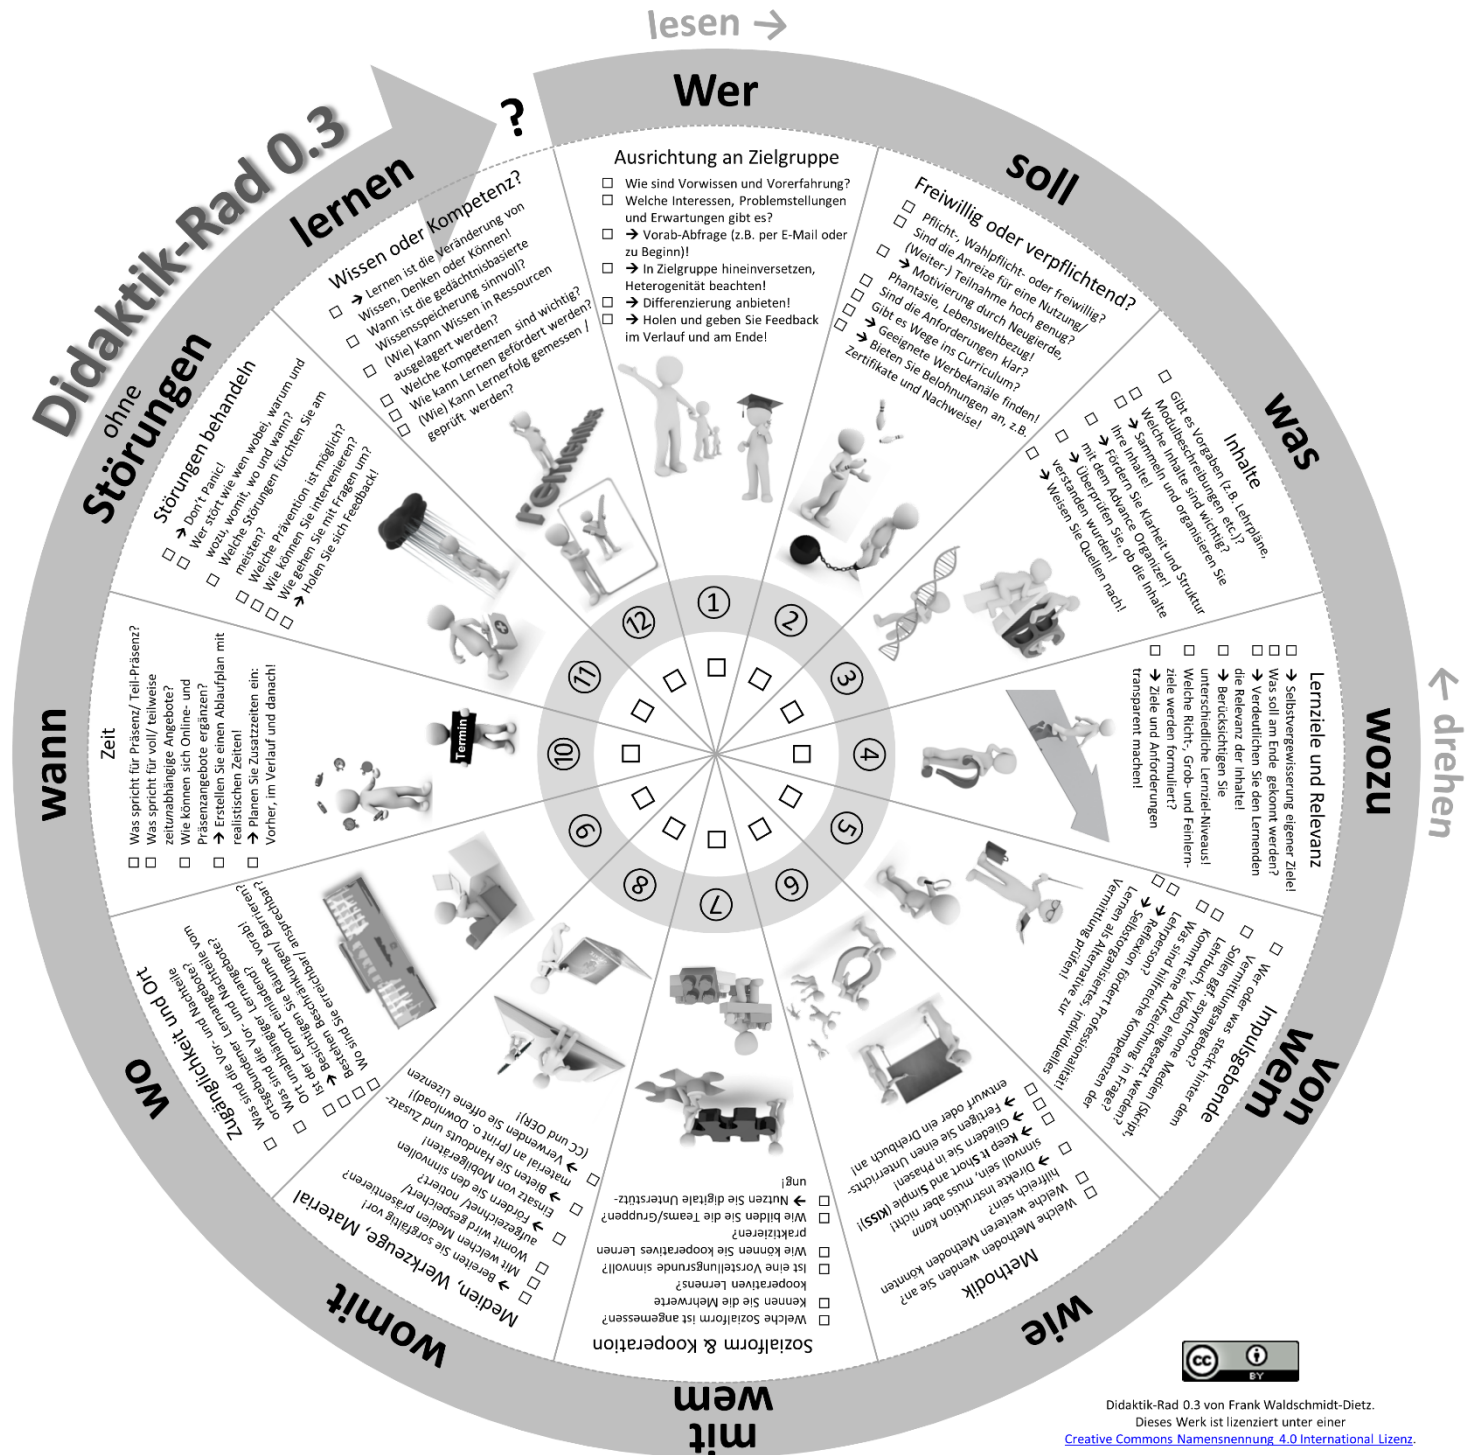 lesen →
Didaktik-Rad 0.3
Wer
Ausrichtung an Zielgruppe
☐ Wie sind Vorwissen und Vorerfahrung?
☐ Welche Interessen, Problemstellungen
und Erwartungen gibt es?
☐ → Vorab-Abfrage (z.B. per E-Mail oder
zu Beginn)!
☐ → In Zielgruppe hineinversetzen,
Heterogenität beachten!
☐ → Differenzierung anbieten!
☐ → Holen und geben Sie Feedback
im Verlauf und am Ende!
①
soll
Freiwillig oder verpflichtend?
☐ Pflicht-, Wahlpflicht- oder freiwillig?
☐ Sind die Anreize für eine Nutzung/
(Weiter-) Teilnahme hoch genug?
☐ → Motivierung durch Neugierde,
Phantasie, Lebensweltbezug!
☐ Sind die Anforderungen klar?
☐ Gibt es Wege ins Curriculum?
☐ → Geeignete Werbekanäle finden!
☐ → Bieten Sie Belohnungen an, z.B.
Zertifikate und Nachweise!
②
was
Inhalte
☐ Gibt es Vorgaben (z.B. Lehrpläne,
Modulbeschreibungen etc.)?
☐ Welche Inhalte sind wichtig?
☐ → Sammeln und organisieren Sie
Ihre Inhalte!
☐ → Fördern Sie Klarheit und Struktur
mit dem Advance Organizer!
☐ → Überprüfen Sie, ob die Inhalte
verstanden wurden!
☐ → Weisen Sie Quellen nach!
③
← drehen
wozu
Lernziele und Relevanz
☐ → Selbstvergewisserung eigener Ziele!
☐ Was soll am Ende gekonnt werden?
☐ → Verdeutlichen Sie den Lernenden
die Relevanz der Inhalte!
☐ → Berücksichtigen Sie
unterschiedliche Lernziel-Niveaus!
☐ Welche Richt-, Grob- und Feinlern-
ziele werden formuliert?
☐ → Ziele und Anforderungen
transparent machen!
④
von
wem
Impulsgebende
☐ Wer oder was steckt hinter dem
Vermittlungsangebot?
☐ Sollen ggf. asynchrone Medien (Skript,
Lehrbuch, Video) eingesetzt werden?
☐ Kommt eine Aufzeichnung in Frage?
☐ Was sind hilfreiche Kompetenzen der
Lehrperson?
☐ → Reflexion fördert Professionalität!
☐ → Selbstorganisiertes, individuelles
Lernen als Alternative zur
Vermittlung prüfen!
⑤
wie
Methodik
☐ Welche Methoden wenden Sie an?
☐ Welche weiteren Methoden könnten
hilfreich sein?
☐ → Direkte Instruktion kann
sinnvoll sein, muss aber nicht!
☐ → Keep It Short and Simple (KISS)!
☐ Gliedern Sie in Phasen!
☐ → Fertigen Sie einen Unterrichts-
entwurf oder ein Drehbuch an!
⑥
mit
wem
Sozialform & Kooperation
☐ Welche Sozialform ist angemessen?
☐ Kennen Sie die Mehrwerte
kooperativen Lernens?
☐ Ist eine Vorstellungsrunde sinnvoll?
☐ Wie können Sie kooperatives Lernen
praktizieren?
☐ Wie bilden Sie die Teams/Gruppen?
☐ → Nutzen Sie digitale Unterstütz-
ung!
⑦
womit
Medien, Werkzeuge, Material
☐ → Bereiten Sie sorgfältig vor!
☐ Mit welchen Medien präsentieren?
☐ Womit wird gespeichert/
aufgezeichnet/ notiert?
☐ → Fördern Sie den sinnvollen
Einsatz von Mobilgeräten!
☐ → Bieten Sie Handouts und Zusatz-
material an (Print o. Download)!
☐ → Verwenden Sie offene Lizenzen
(CC und OER)!
⑧
wo
Zugänglichkeit und Ort
☐ Was sind die Vor- und Nachteile
ortsgebundener Lernangebote?
☐ Was sind die Vor- und Nachteile vom
Ort unabhängiger Lernangebote?
☐ Ist der Lernort einladend?
☐ → Besichtigen Sie Räume vorab!
☐ Bestehen Beschränkungen/ Barrieren?
☐ Wo sind Sie erreichbar/ ansprechbar?
⑨
wann
Zeit
☐ Was spricht für Präsenz/ Teil-Präsenz?
☐ Was spricht für voll/ teilweise
zeitunabhängige Angebote?
☐ Wie können sich Online- und
Präsenzangebote ergänzen?
☐ → Erstellen Sie einen Ablaufplan mit
realistischen Zeiten!
☐ → Planen Sie Zusatzzeiten ein:
Vorher, im Verlauf und danach!
Termin
⑩
ohne
Störungen
Störungen behandeln
☐ → Don't Panic!
☐ Wer stört wie wen wobei, warum und
wozu, womit, wo und wann?
☐ Welche Störungen fürchten Sie am
meisten?
☐ Welche Prävention ist möglich?
☐ Wie können Sie intervenieren?
☐ Wie gehen Sie mit Fragen um?
☐ → Holen Sie sich Feedback!
⑪
lernen
?
Wissen oder Kompetenz?
☐ → Lernen ist die Veränderung von
Wissen, Denken oder Können!
☐ Wann ist die gedächtnisbasierte
Wissensspeicherung sinnvoll?
☐ (Wie) Kann Wissen in Ressourcen
ausgelagert werden?
☐ Welche Kompetenzen sind wichtig?
☐ Wie kann Lernen gefördert werden?
☐ (Wie) Kann Lernerfolg gemessen /
geprüft werden?
remember
⑫
cc BY
Didaktik-Rad 0.3 von Frank Waldschmidt-Dietz.
Dieses Werk ist lizenziert unter einer
Creative Commons Namensnennung 4.0 International Lizenz.